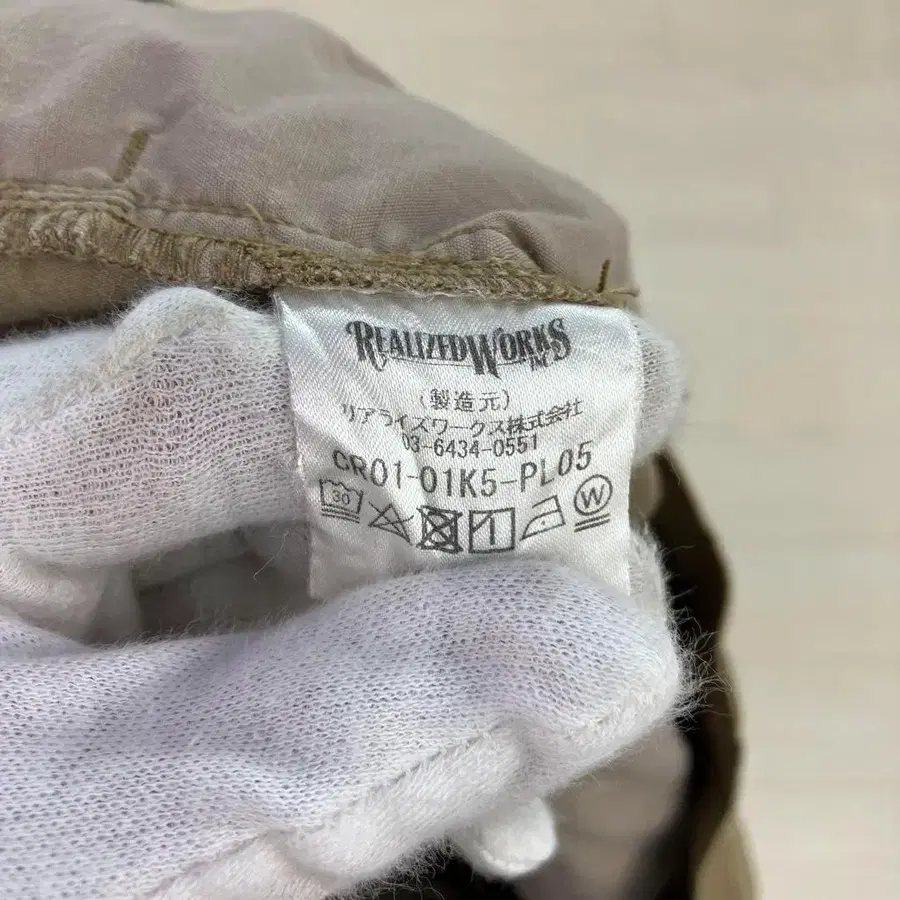 REALIZED WORKS
INC
(製造元)
リアライズワークス株式会社
03-6434-0551
CR01-01K5-PL05
30
W